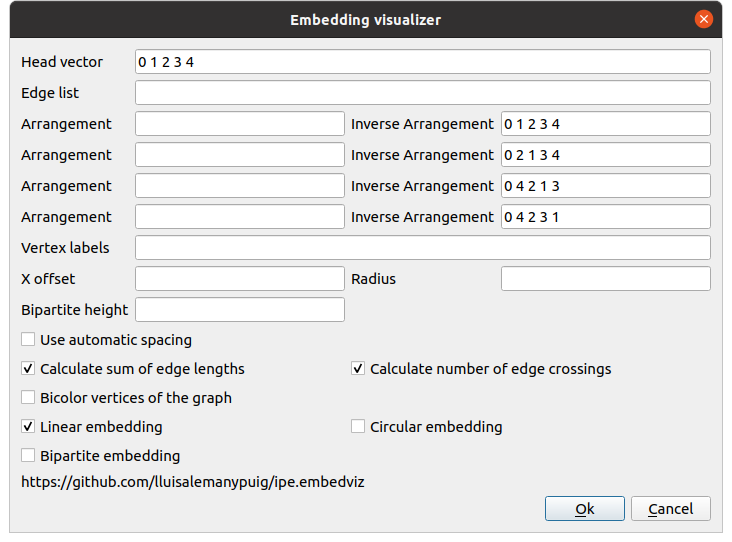 Embedding visualizer
Head vector 0 1 2 3 4
Edge list
Arrangement Inverse Arrangement 0 1 2 3 4
Arrangement Inverse Arrangement 0 2 1 3 4
Arrangement Inverse Arrangement 0 4 2 1 3
Arrangement Inverse Arrangement 0 4 2 3 1
Vertex labels
X offset Radius
Bipartite height
Use automatic spacing
Calculate sum of edge lengths Calculate number of edge crossings
Bicolor vertices of the graph
Linear embedding Circular embedding
Bipartite embedding
https://github.com/lluisalemanypuig/ipe.embedviz
Ok Cancel